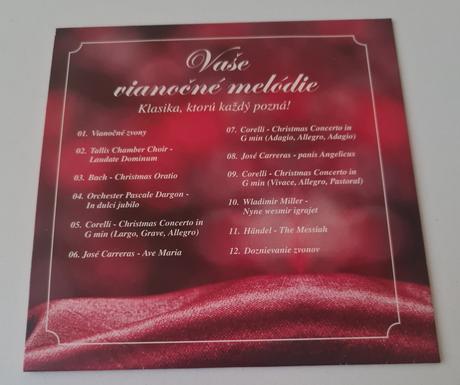 Vaše
vianočné melódie
Klasika, ktorú každý pozná!
01. Vianočné zvony
02. Tallis Chamber Choir -
Laudate Dominum
03. Bach - Christmas Oratio
04. Orchester Pascale Dargon -
In dulci jubilo
05. Corelli - Christmas Concerto in
G min (Largo, Grave, Allegro)
06. José Carreras - Ave Maria
07. Corelli - Christmas Concerto in
G min (Adagio, Allegro, Adagio)
08. José Carreras - panis Angelicus
09. Corelli - Christmas Concerto in
G min (Vivace, Allegro, Pastoral)
10. Wladimir Miller -
Nyne wesmir igrajet
11. Händel - The Messiah
12. Doznievanie zvonov